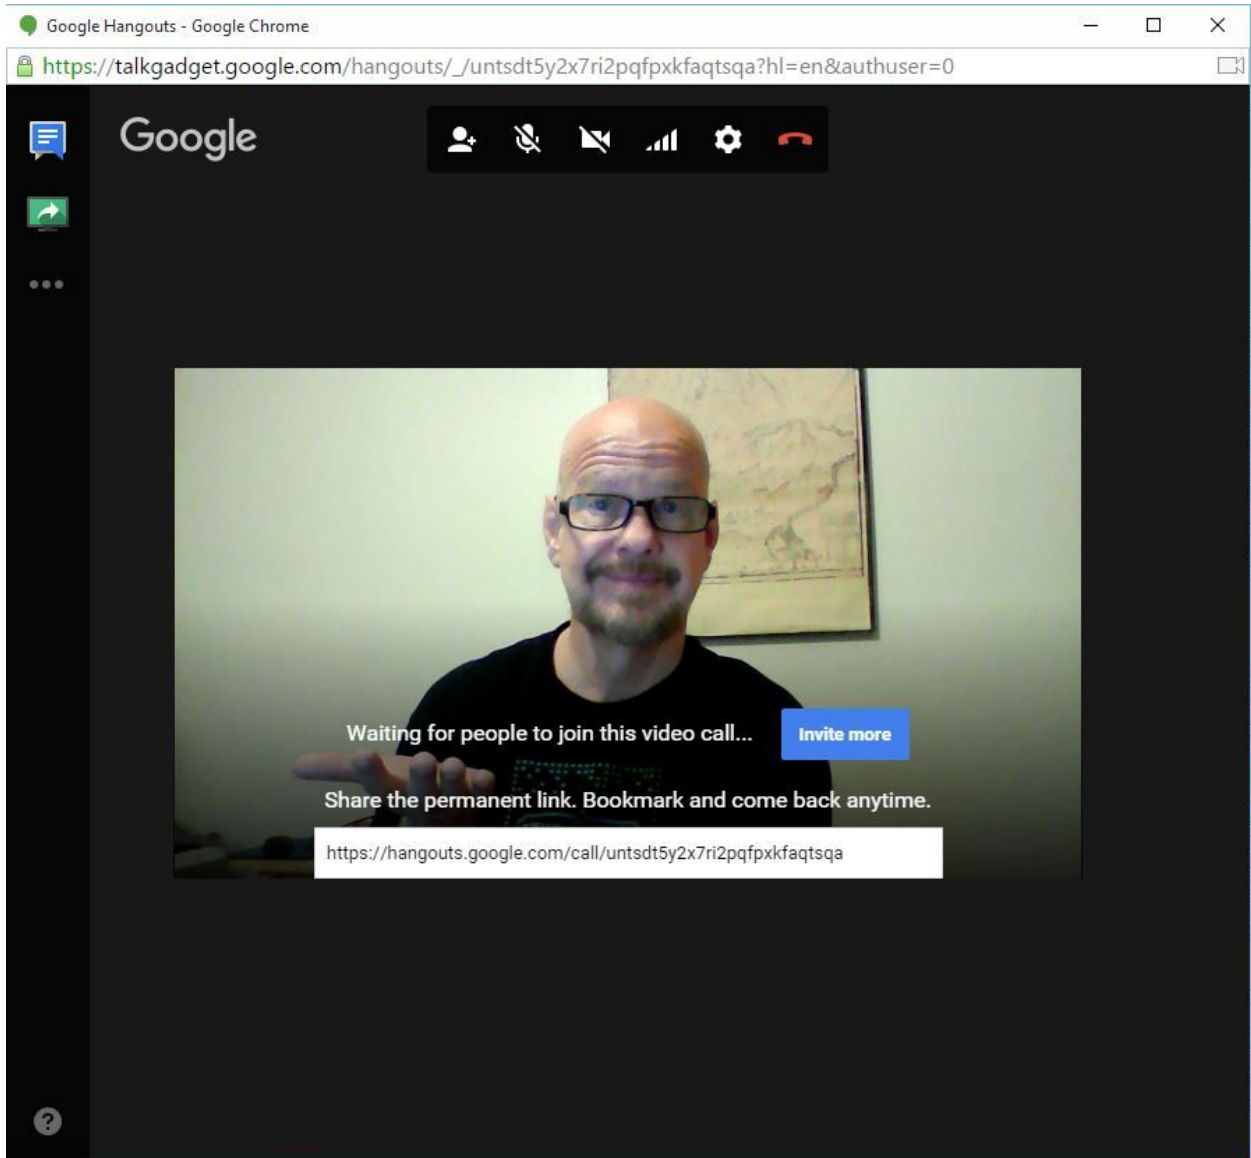 Google Hangouts - Google Chrome
https://talkgadget.google.com/hangouts/_/untsdt5y2x7ri2pqfpxkfaqtsqa?hl=en&authuser=0
Google
Waiting for people to join this video call...
Invite more
Share the permanent link. Bookmark and come back anytime.
https://hangouts.google.com/call/untsdt5y2x7ri2pqfpxkfaqtsqa
?